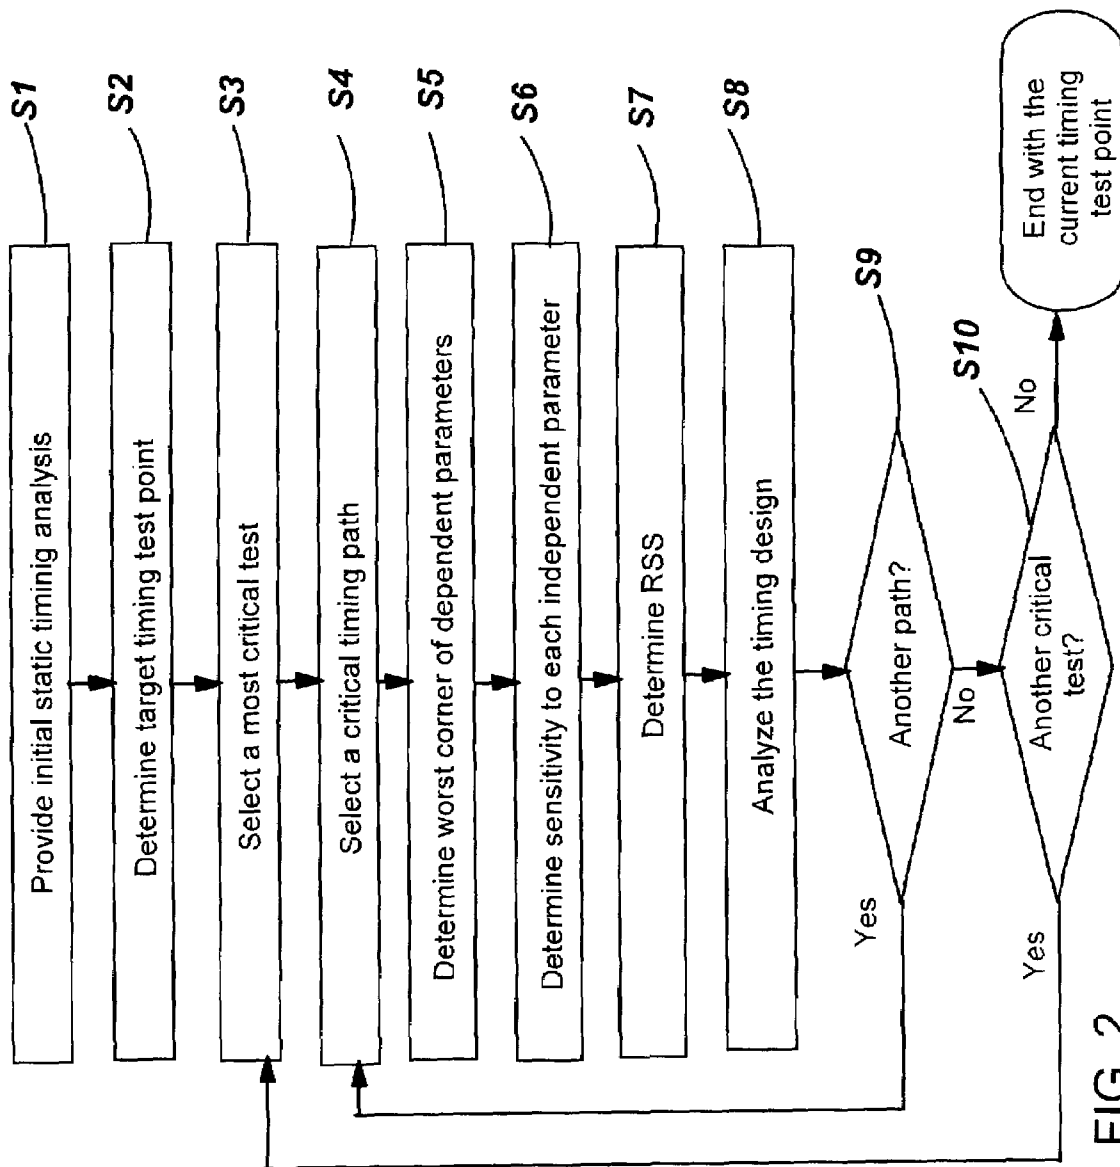 S1
Provide initial static timinig analysis
S2
Determine target timing test point
S3
Select a most critical test
S4
Select a critical timing path
S5
Determine worst corner of dependent parameters
S6
Determine sensitivity to each independent parameter
S7
Determine RSS
S8
Analyze the timing design
S9
Another path?
Yes
No
S10
Another critical
test?
Yes
No
End with the
current timing
test point
FIG. 2